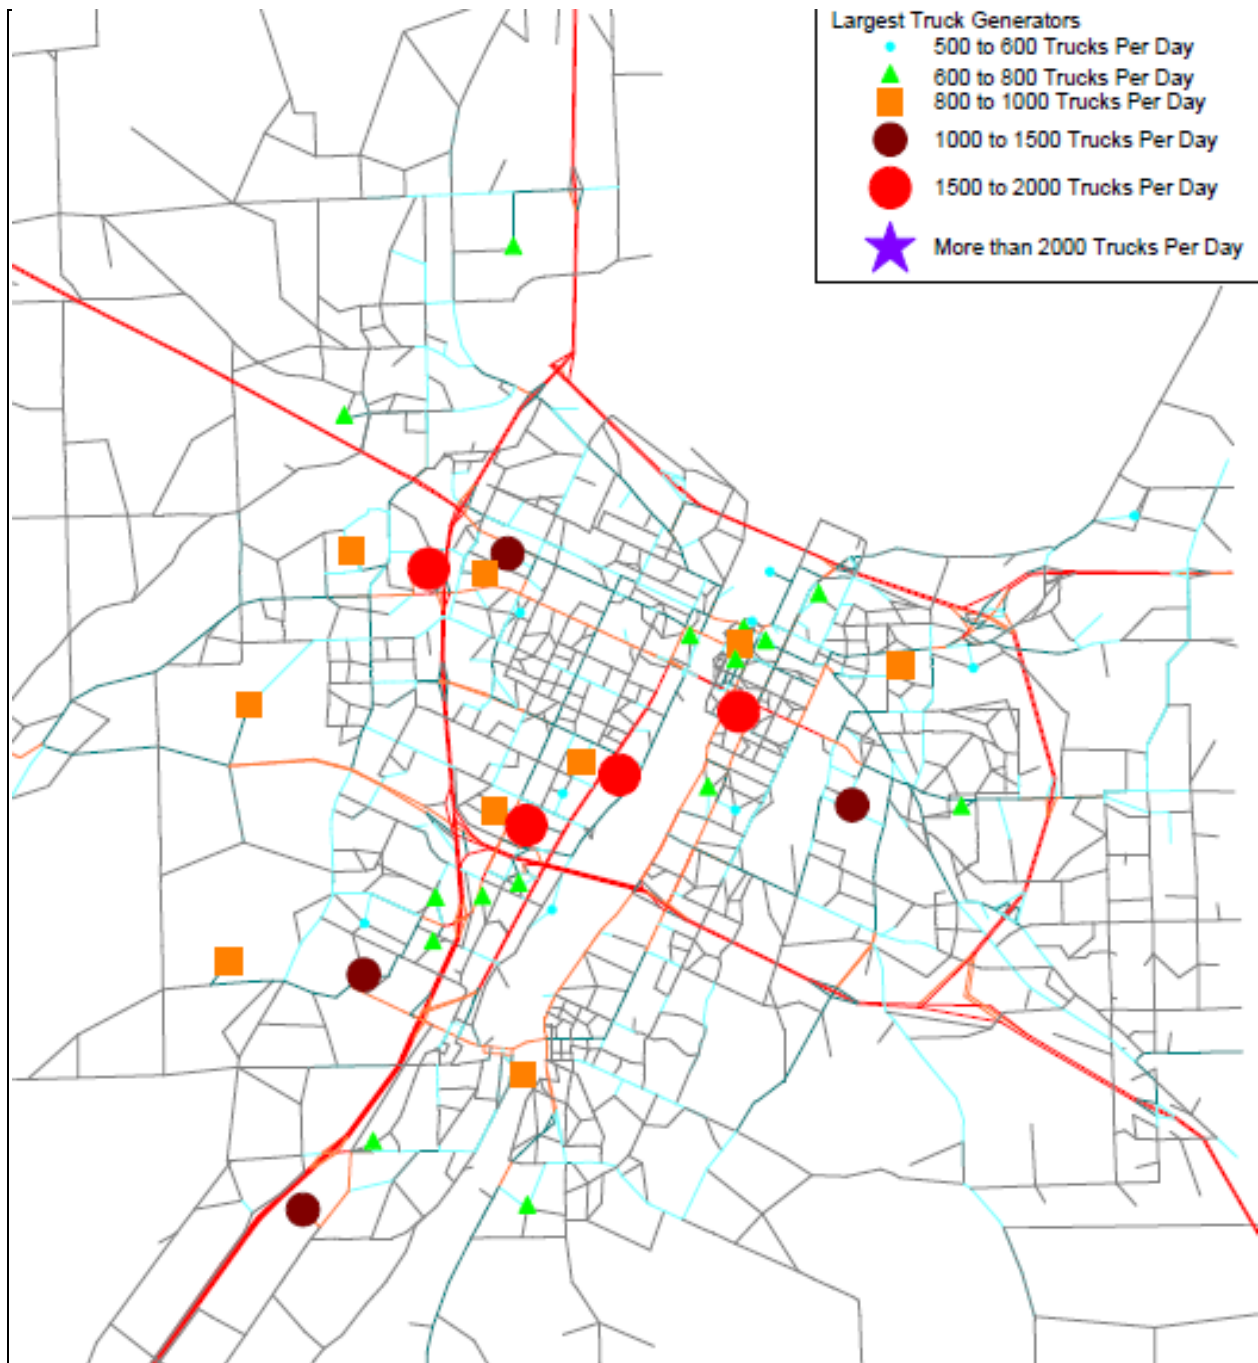 Largest Truck Generators
500 to 600 Trucks Per Day
600 to 800 Trucks Per Day
800 to 1000 Trucks Per Day
1000 to 1500 Trucks Per Day
1500 to 2000 Trucks Per Day
More than 2000 Trucks Per Day